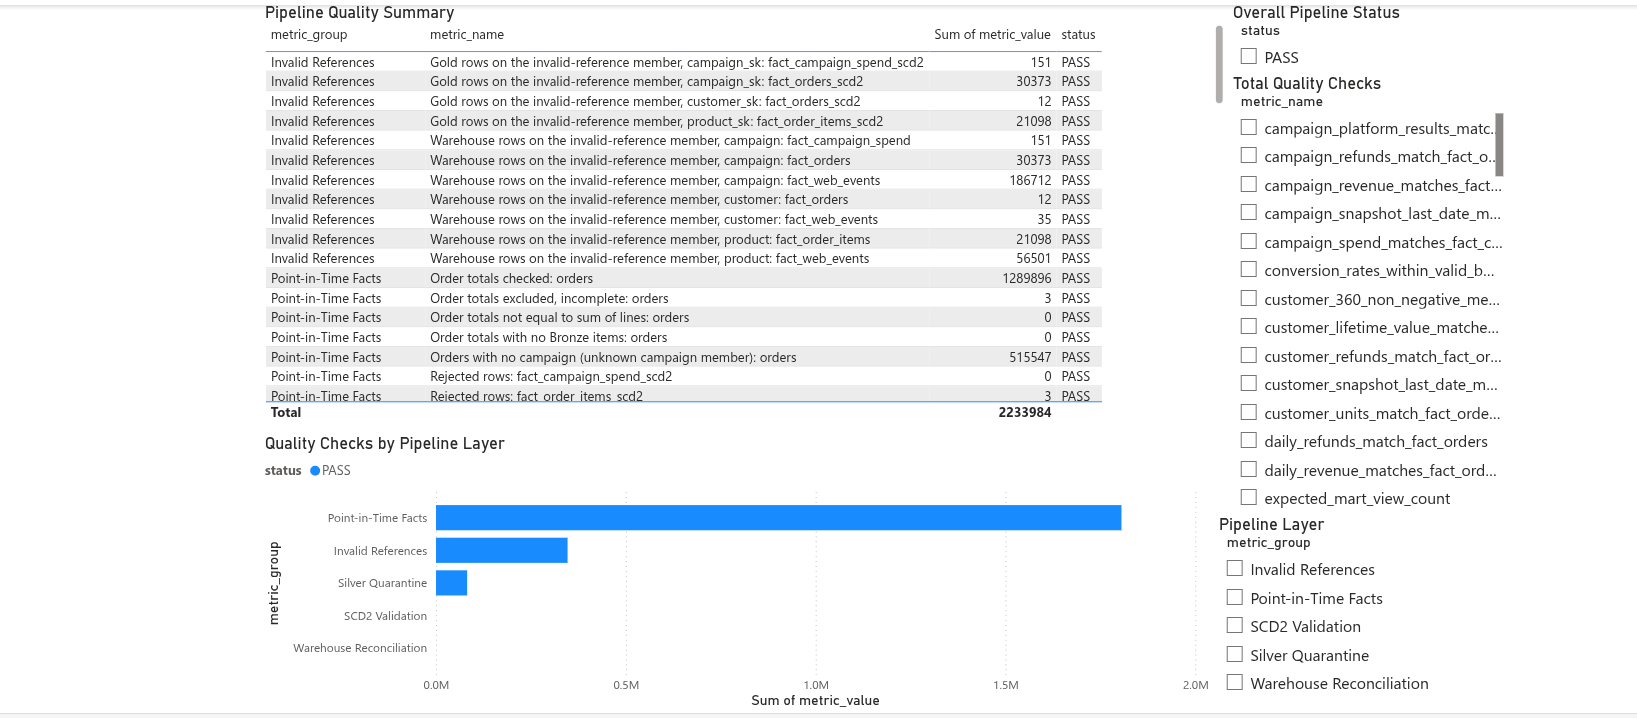 Pipeline Quality Summary
metric_group metric_name Sum of metric_value status
Invalid References Gold rows on the invalid-reference member, campaign_sk: fact_campaign_spend_scd2 151 PASS
Invalid References Gold rows on the invalid-reference member, campaign_sk: fact_orders_scd2 30373 PASS
Invalid References Gold rows on the invalid-reference member, customer_sk: fact_orders_scd2 12 PASS
Invalid References Gold rows on the invalid-reference member, product_sk: fact_order_items_scd2 21098 PASS
Invalid References Warehouse rows on the invalid-reference member, campaign: fact_campaign_spend 151 PASS
Invalid References Warehouse rows on the invalid-reference member, campaign: fact_orders 30373 PASS
Invalid References Warehouse rows on the invalid-reference member, campaign: fact_web_events 186712 PASS
Invalid References Warehouse rows on the invalid-reference member, customer: fact_orders 12 PASS
Invalid References Warehouse rows on the invalid-reference member, customer: fact_web_events 35 PASS
Invalid References Warehouse rows on the invalid-reference member, product: fact_order_items 21098 PASS
Invalid References Warehouse rows on the invalid-reference member, product: fact_web_events 56501 PASS
Point-in-Time Facts Order totals checked: orders 1289896 PASS
Point-in-Time Facts Order totals excluded, incomplete: orders 3 PASS
Point-in-Time Facts Order totals not equal to sum of lines: orders 0 PASS
Point-in-Time Facts Order totals with no Bronze items: orders 0 PASS
Point-in-Time Facts Orders with no campaign (unknown campaign member): orders 515547 PASS
Point-in-Time Facts Rejected rows: fact_campaign_spend_scd2 0 PASS
Point-in-Time Facts Rejected rows: fact_order_items_scd2 3 PASS
Total 2233984
Quality Checks by Pipeline Layer
status PASS
metric_group
Point-in-Time Facts
Invalid References
Silver Quarantine
SCD2 Validation
Warehouse Reconciliation
0.0M 0.5M 1.0M 1.5M 2.0M
Sum of metric_value
Overall Pipeline Status
status
PASS
Total Quality Checks
metric_name
campaign_platform_results_matc...
campaign_refunds_match_fact_o...
campaign_revenue_matches_fact...
campaign_snapshot_last_date_m...
campaign_spend_matches_fact_c...
conversion_rates_within_valid_b...
customer_360_non_negative_me...
customer_lifetime_value_matche...
customer_refunds_match_fact_or...
customer_snapshot_last_date_m...
customer_units_match_fact_orde...
daily_refunds_match_fact_orders
daily_revenue_matches_fact_ord...
expected_mart_view_count
Pipeline Layer
metric_group
Invalid References
Point-in-Time Facts
SCD2 Validation
Silver Quarantine
Warehouse Reconciliation